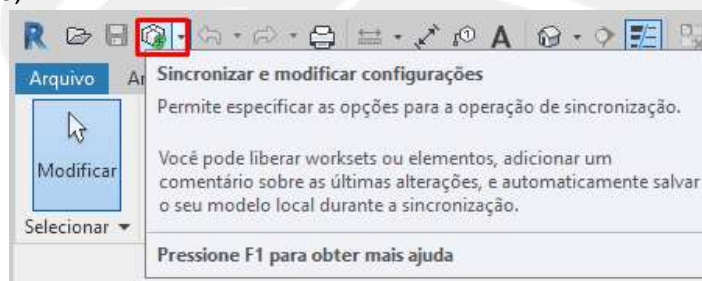 R A
Arquivo
Sincronizar e modificar configurações
Permite especificar as opções para a operação de sincronização.
Modificar
Você pode liberar worksets ou elementos, adicionar um
comentário sobre as últimas alterações, e automaticamente salvar
o seu modelo local durante a sincronização.
Selecionar
Pressione F1 para obter mais ajuda